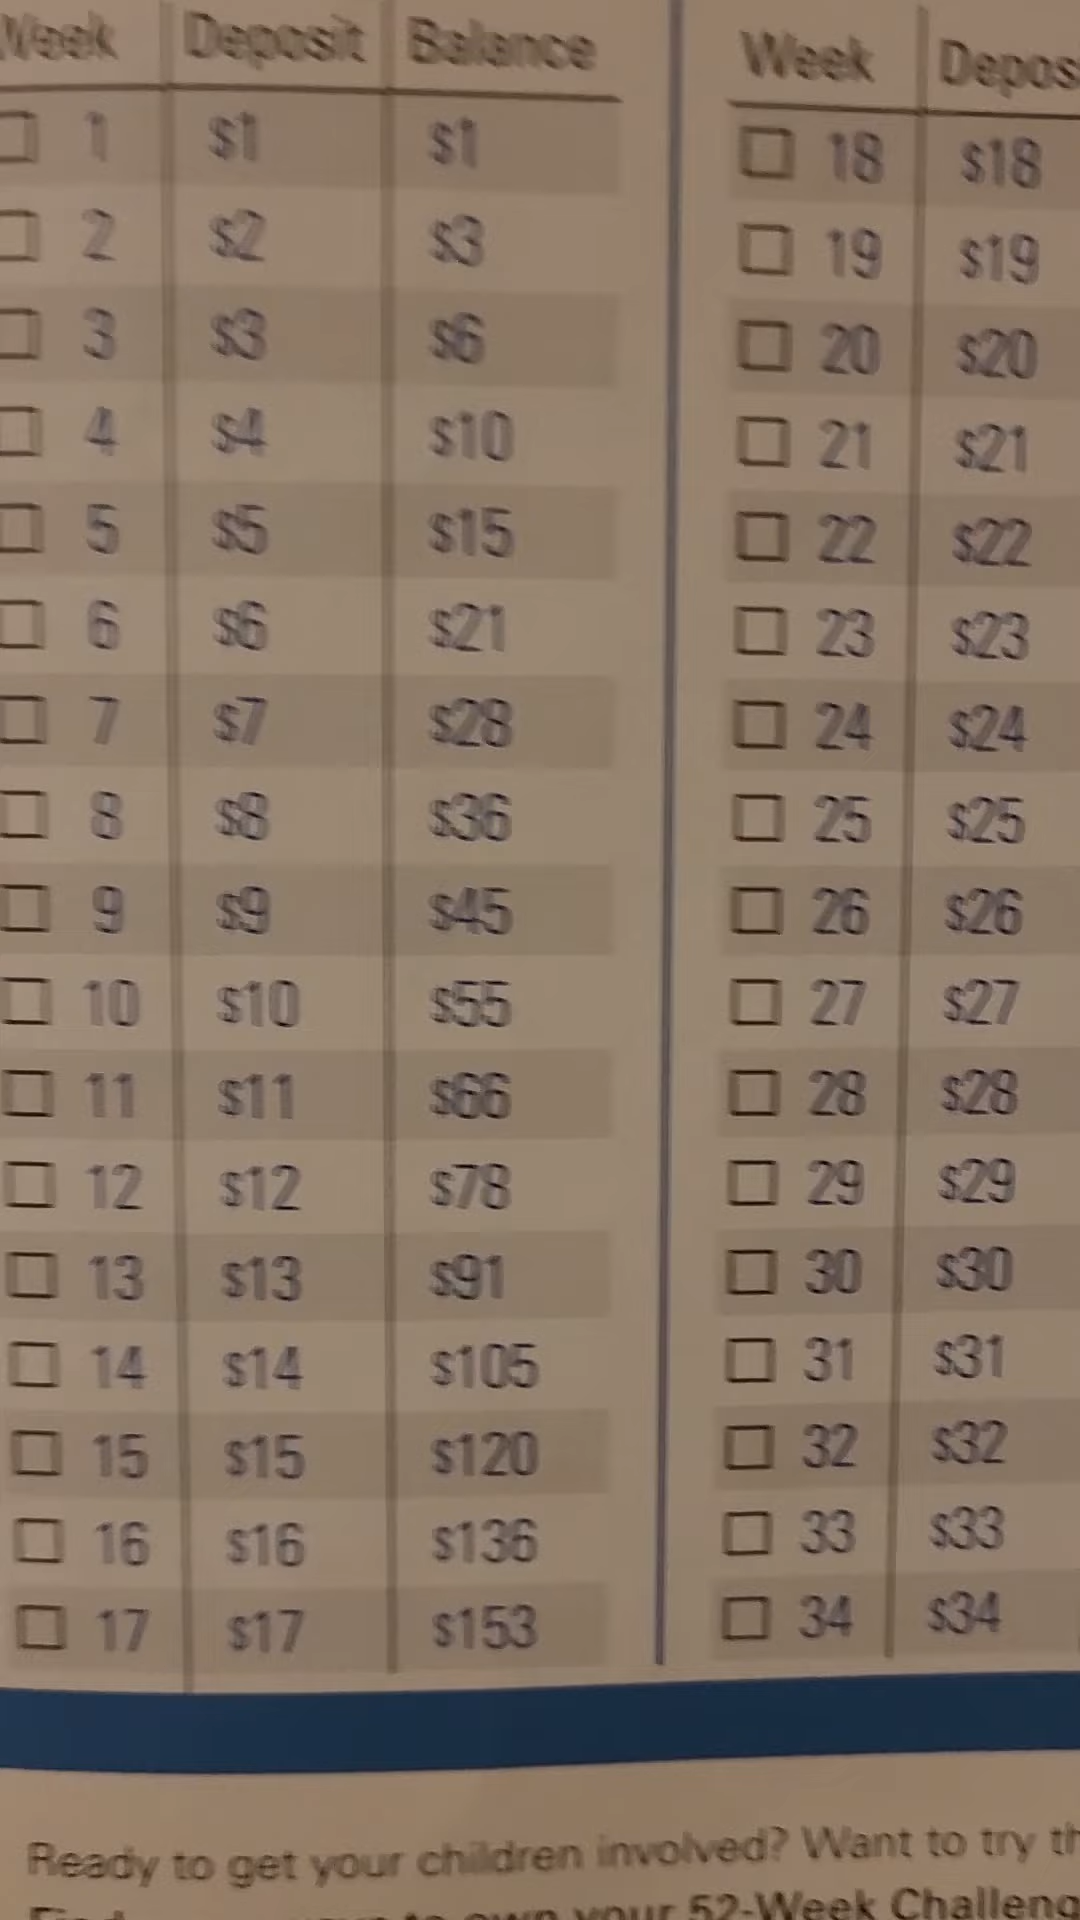 Week Deposit Balance
1 $1 $1
2 $2 $3
3 $3 $6
4 $4 $10
5 $5 $15
6 $6 $21
7 $7 $28
8 $8 $36
9 $9 $45
10 $10 $55
11 $11 $66
12 $12 $78
13 $13 $91
14 $14 $105
15 $15 $120
16 $16 $136
17 $17 $153
Week Depos
18 $18
19 $19
20 $20
21 $21
22 $22
23 $23
24 $24
25 $25
26 $26
27 $27
28 $28
29 $29
30 $30
31 $31
32 $32
33 $33
34 $34
Ready to get your children involved? Want to try th
to own your 52-Week Challeng